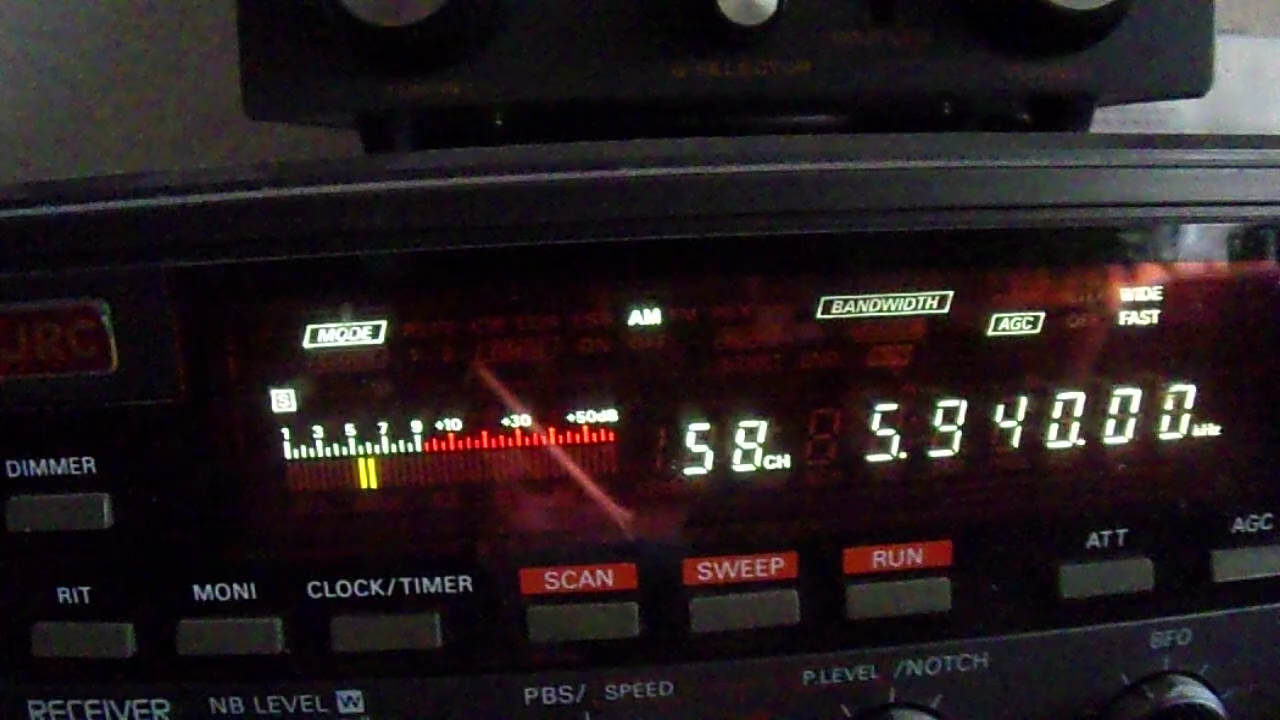 JRC
MODE
AM
BANDWIDTH
AGC
WIDE
FAST
S
1 3 5 7 9 +10 +30 +50dB
58CH
5.940.00kHz
DIMMER
RIT
MONI
CLOCK/TIMER
SCAN
SWEEP
RUN
ATT
AGC
RECEIVER
NB LEVEL W
PBS/ SPEED
P.LEVEL /NOTCH
BFO